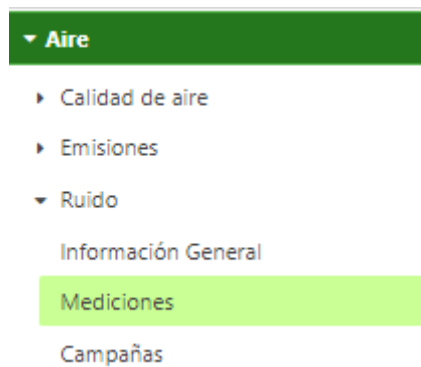 Aire
Calidad de aire
Emisiones
Ruido
Información General
Mediciones
Campañas